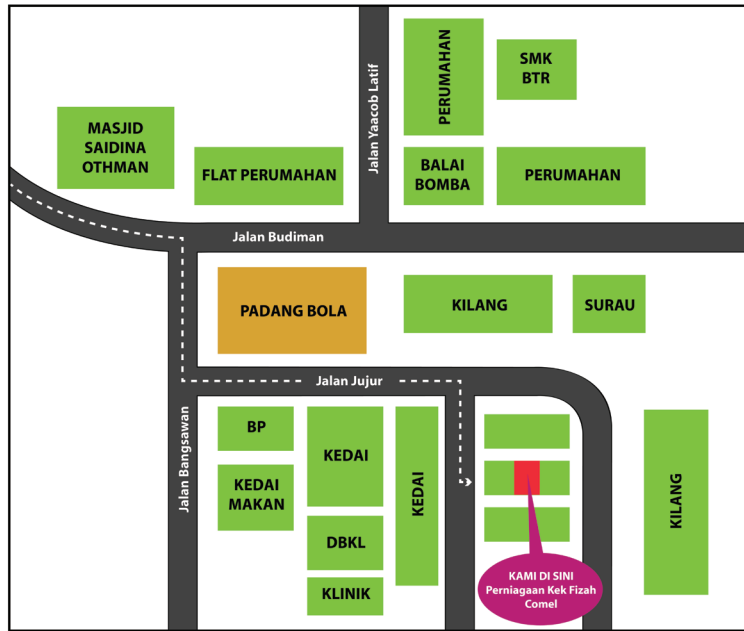 PERUMAHAN
SMK
BTR
Jalan Yaacob Latif
MASJID
SAIDINA
OTHMAN
FLAT PERUMAHAN
BALAI
BOMBA
PERUMAHAN
Jalan Budiman
PADANG BOLA
KILANG
SURAU
Jalan Jujur
Jalan Bangsawan
BP
KEDAI
MAKAN
KEDAI
DBKL
KLINIK
KEDAI
KILANG
KAMI DI SINI
Perniagaan Kek Fizah
Comel